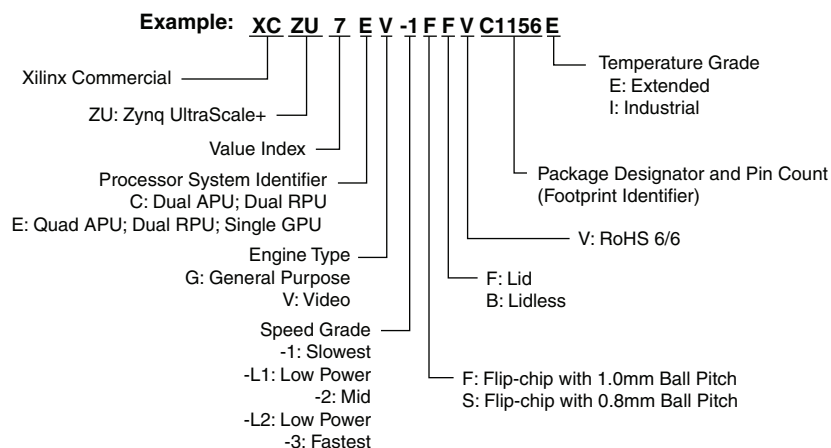 Example: XC ZU 7 E V -1 F F V C1156 E
Xilinx Commercial
ZU: Zynq UltraScale+
Value Index
Processor System Identifier
C: Dual APU; Dual RPU
E: Quad APU; Dual RPU; Single GPU
Engine Type
G: General Purpose
V: Video
Speed Grade
-1: Slowest
-L1: Low Power
-2: Mid
-L2: Low Power
-3: Fastest
Temperature Grade
E: Extended
I: Industrial
Package Designator and Pin Count
(Footprint Identifier)
V: RoHS 6/6
F: Lid
B: Lidless
F: Flip-chip with 1.0mm Ball Pitch
S: Flip-chip with 0.8mm Ball Pitch